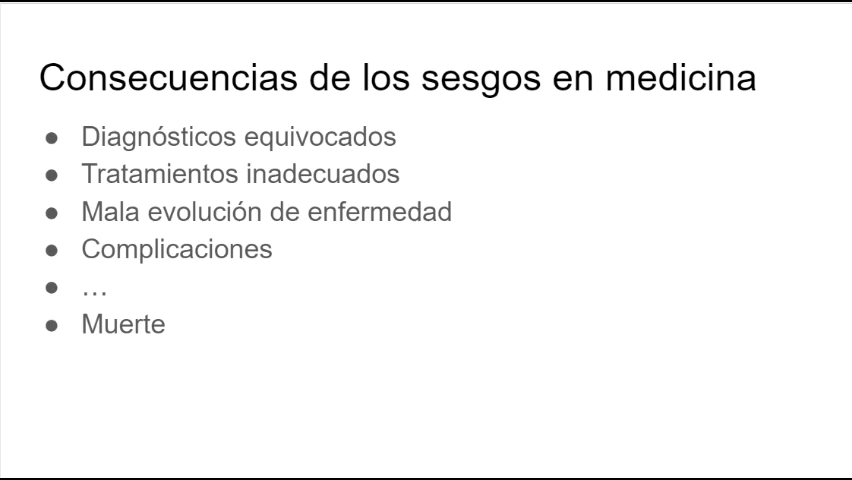 Consecuencias de los sesgos en medicina
● Diagnósticos equivocados
● Tratamientos inadecuados
● Mala evolución de enfermedad
● Complicaciones
● …
● Muerte